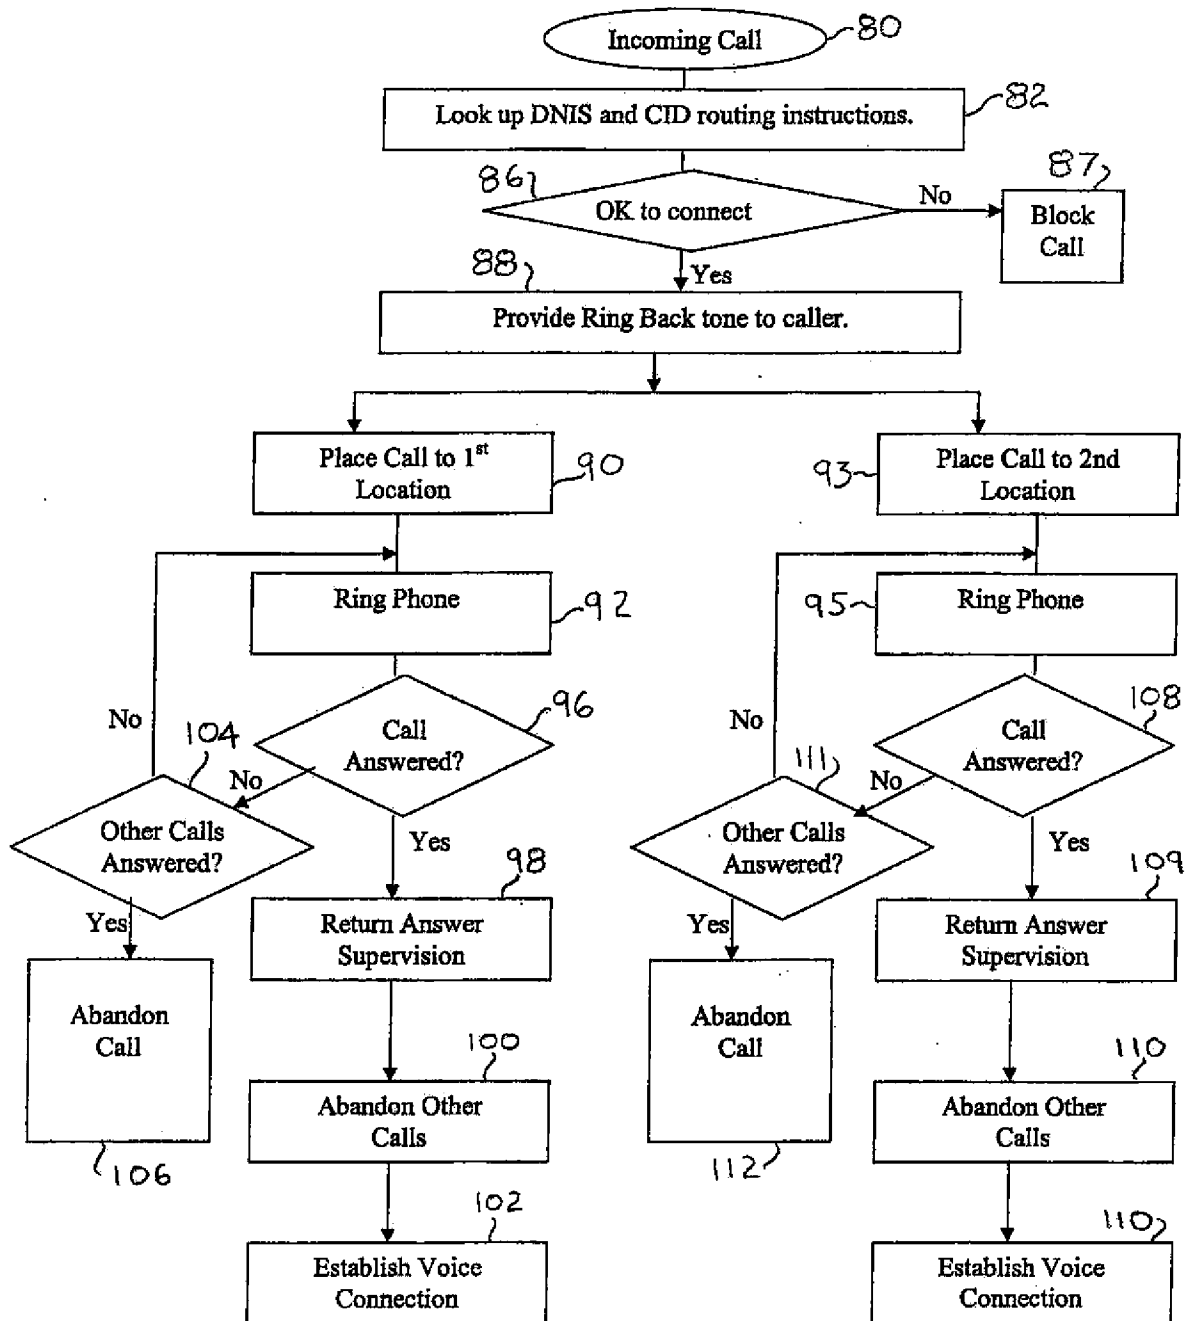 Incoming Call
80
Look up DNIS and CID routing instructions.
82
86
OK to connect
No
87
Block
Call
88
Yes
Provide Ring Back tone to caller.
Place Call to 1st
Location
90
93
Place Call to 2nd
Location
Ring Phone
92
95
Ring Phone
No
104
Call
Answered?
96
No
No
111
Call
Answered?
108
No
Other Calls
Answered?
Yes
98
Other Calls
Answered?
Yes
109
Yes
Return Answer
Supervision
Yes
Return Answer
Supervision
Abandon
Call
106
100
Abandon Other
Calls
Abandon
Call
112
110
Abandon Other
Calls
102
Establish Voice
Connection
110
Establish Voice
Connection